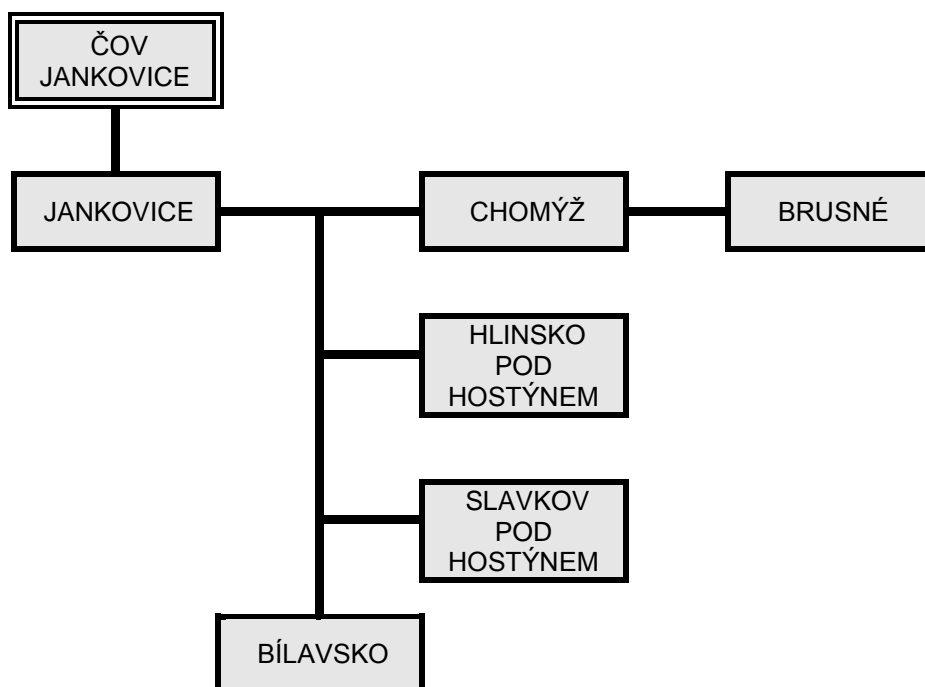 ČOV
JANKOVICE
JANKOVICE
CHOMÝŽ
BRUSNÉ
HLINSKO
POD
HOSTÝNEM
SLAVKOV
POD
HOSTÝNEM
BÍLAVSKO